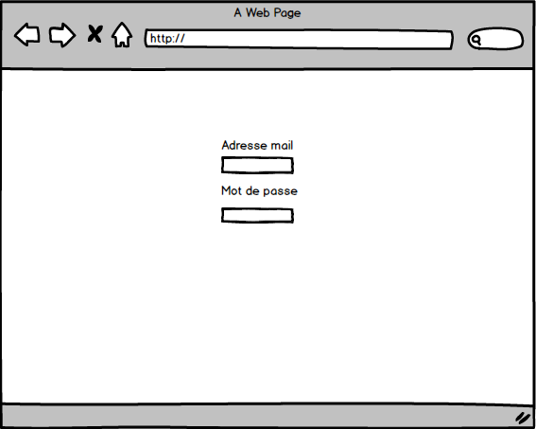 A Web Page
http://
Adresse mail
Mot de passe